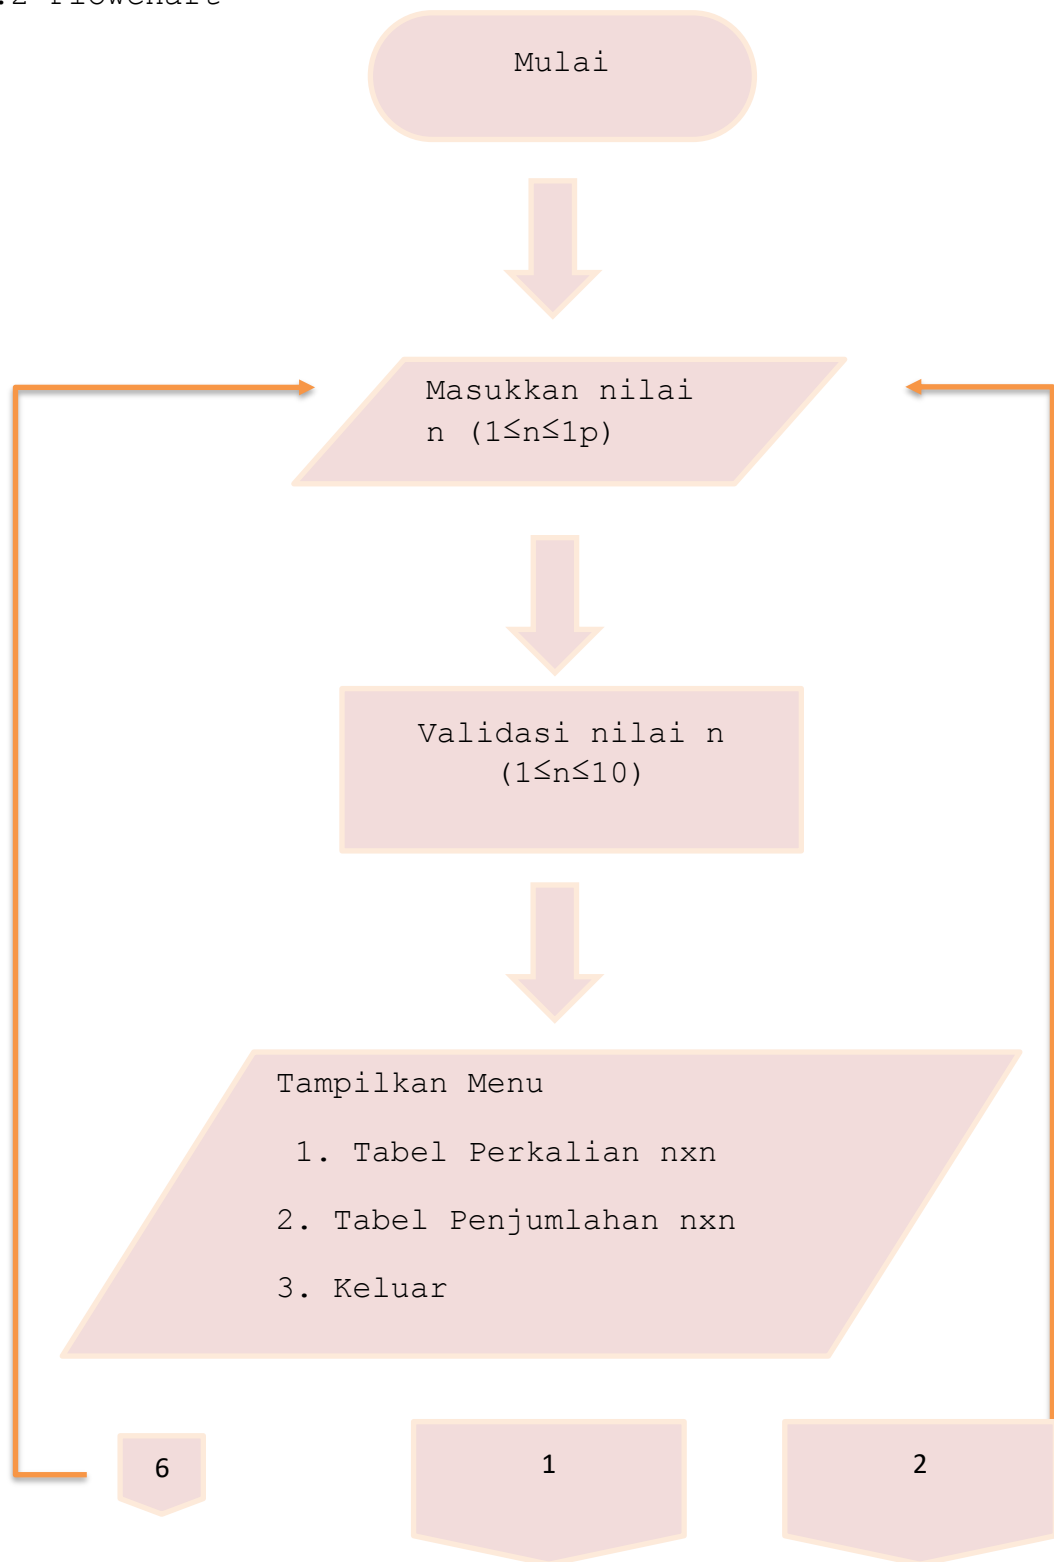 .2 Flowchart
Mulai
Masukkan nilai
n (1≤n≤1p)
Validasi nilai n
(1≤n≤10)
Tampilkan Menu
1. Tabel Perkalian nxn
2. Tabel Penjumlahan nxn
3. Keluar
6
1
2